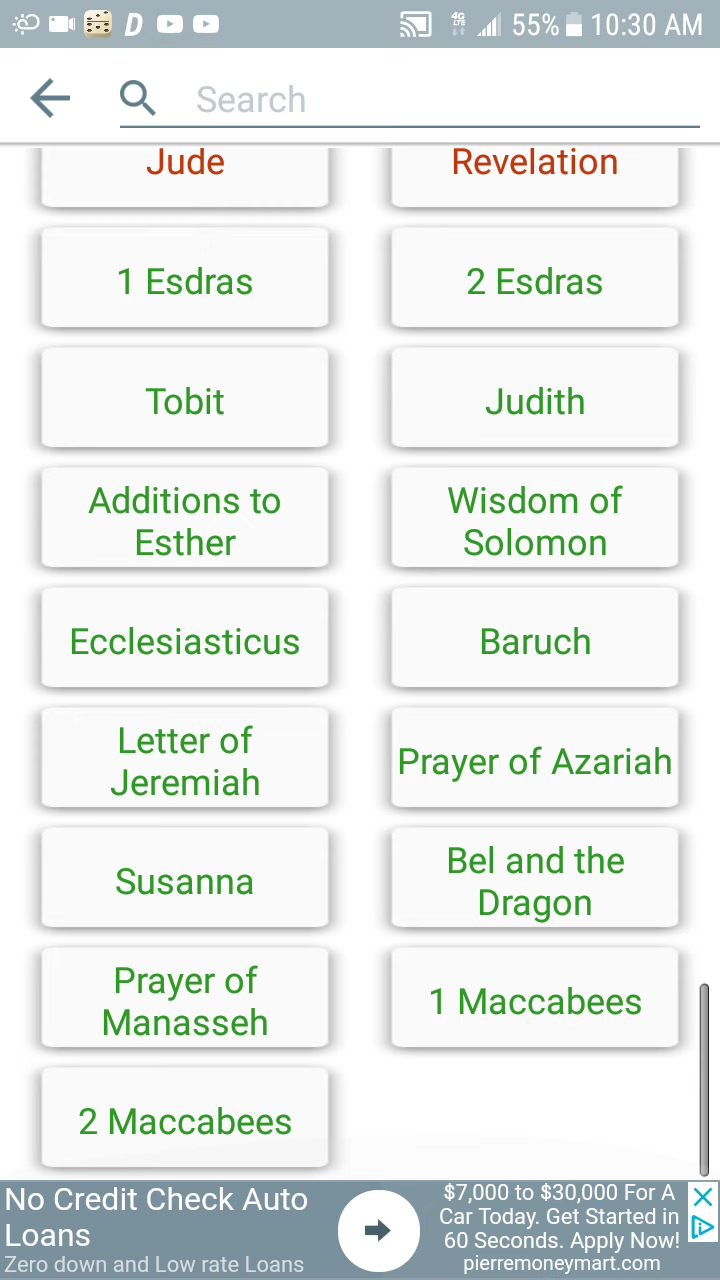 D
4G
LTE
55%
10:30 AM
Search
Jude
Revelation
1 Esdras
2 Esdras
Tobit
Judith
Additions to
Esther
Wisdom of
Solomon
Ecclesiasticus
Baruch
Letter of
Jeremiah
Prayer of Azariah
Susanna
Bel and the
Dragon
Prayer of
Manasseh
1 Maccabees
2 Maccabees
No Credit Check Auto
Loans
Zero down and Low rate Loans
$7,000 to $30,000 For A
Car Today. Get Started in
60 Seconds. Apply Now!
pierremoneymart.com